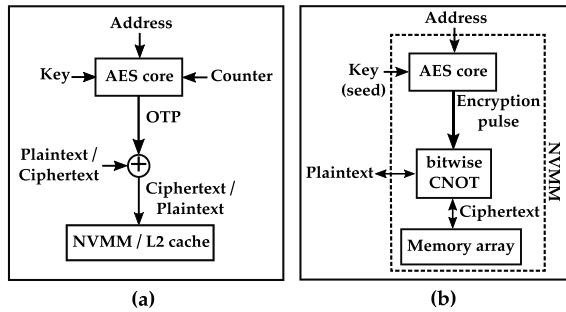 Address
Key
AES core
Counter
OTP
Plaintext /
Ciphertext
Ciphertext /
Plaintext
NVMM / L2 cache
(a)
Address
Key
(seed)
AES core
Encryption
pulse
Plaintext
bitwise
CNOT
NVMM
Ciphertext
Memory array
(b)